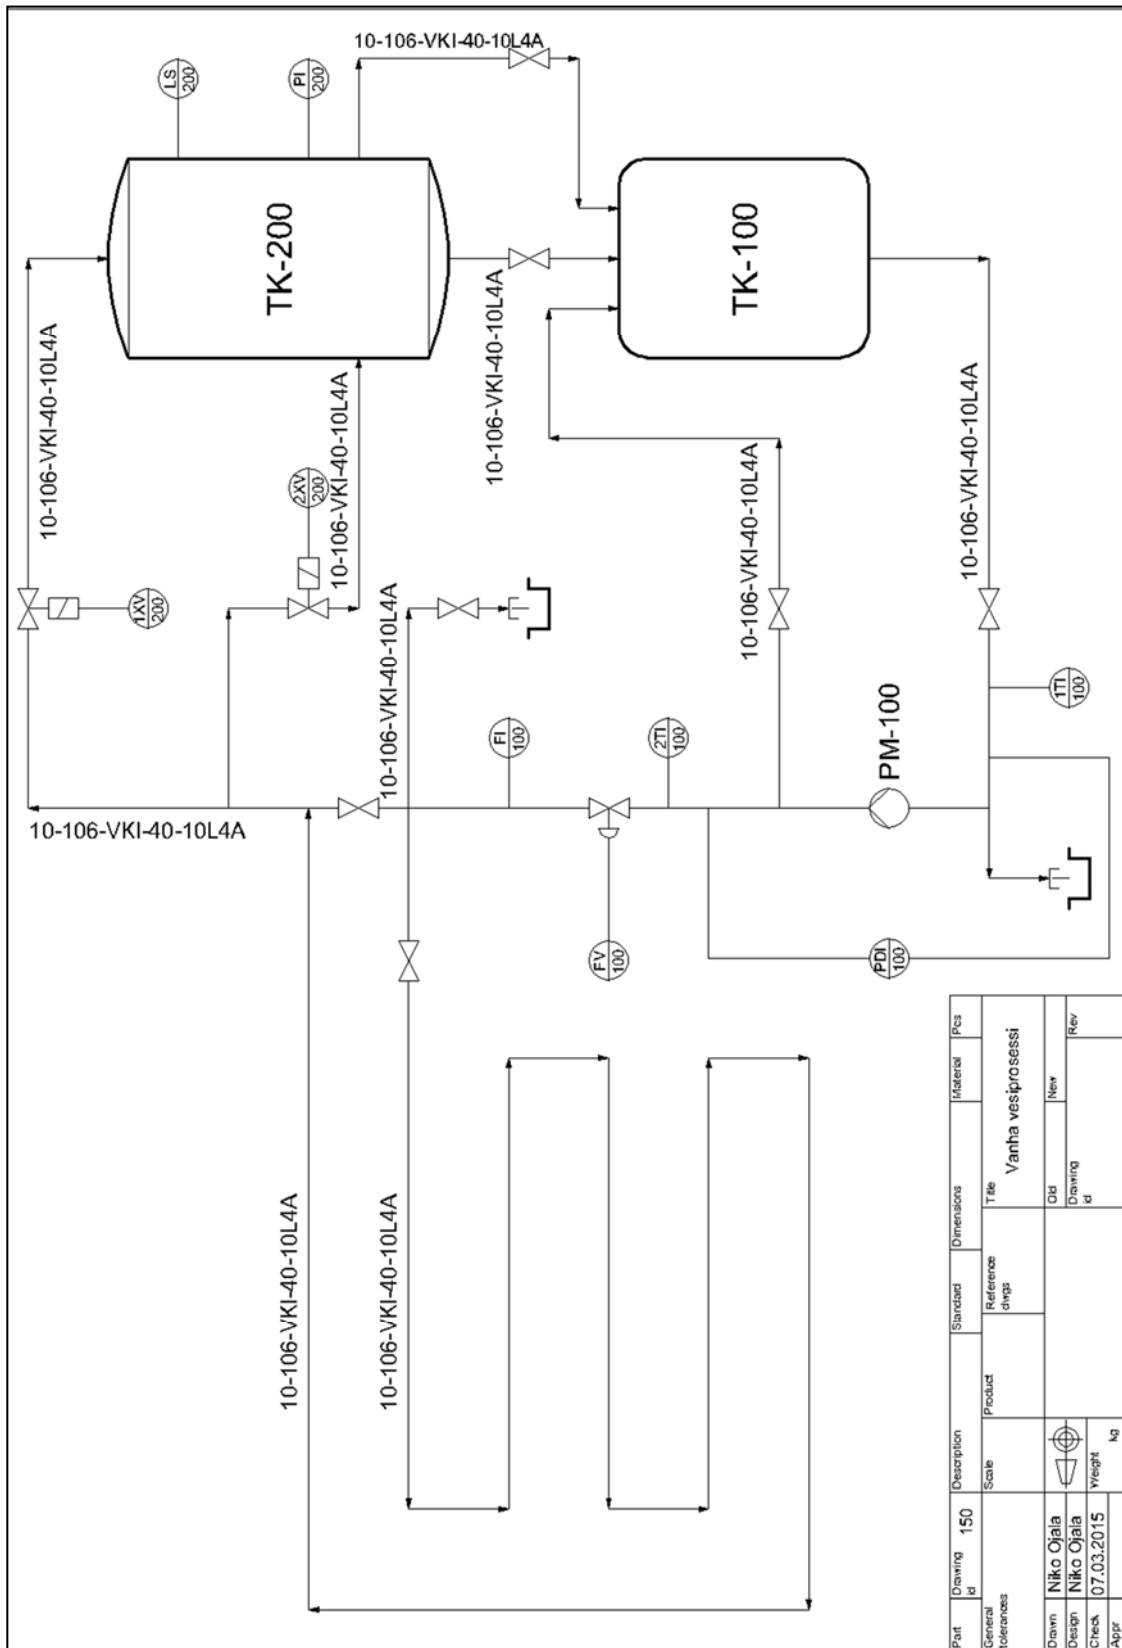 10-106-VKI-40-10L4A
LS
200
PI
200
TK-200
TK-100
10-106-VKI-40-10L4A
10-106-VKI-40-10L4A
10-106-VKI-40-10L4A
2XV
200
1XV
200
10-106-VKI-40-10L4A
10-106-VKI-40-10L4A
10-106-VKI-40-10L4A
FI
100
2TI
100
PM-100
1TI
100
10-106-VKI-40-10L4A
FV
100
PDI
100
10-106-VKI-40-10L4A
10-106-VKI-40-10L4A
Part
Drawing id
150
Description
Standard
Dimensions
Material
Pcs
General tolerances
Scale
Product
Reference dwgs
Title
Vanha vesiprosessi
Drawn
Niko Ojala
Design
Niko Ojala
Check
07.03.2015
Appr
Weight
kg
Old
New
Drawing id
Rev